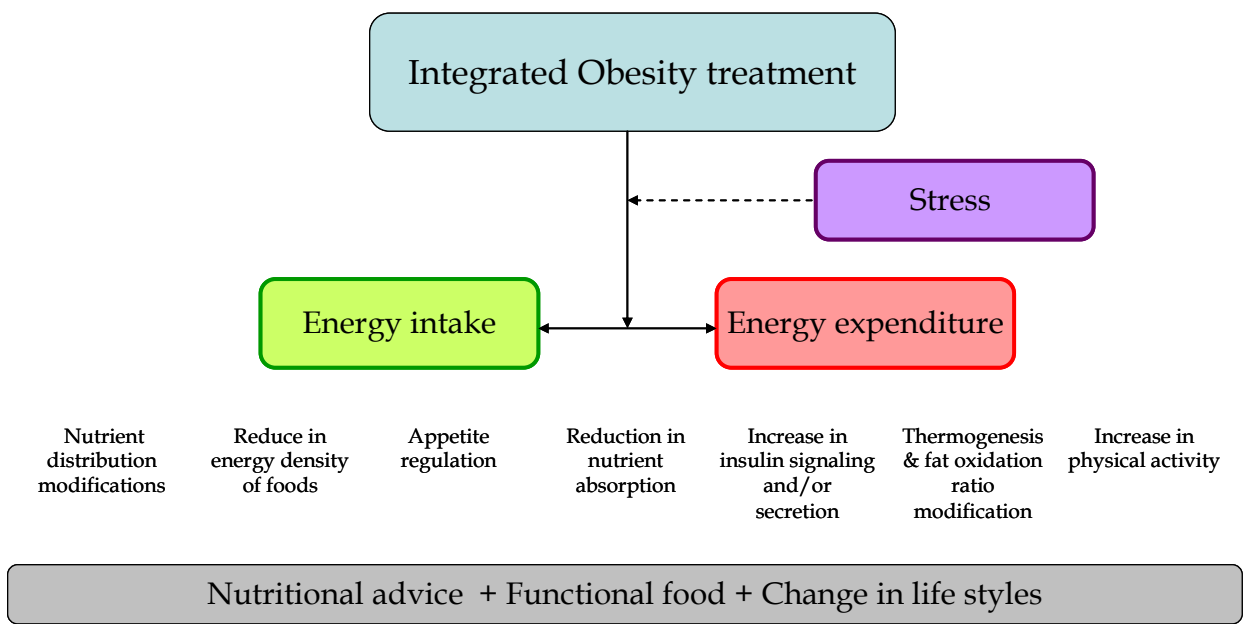 Integrated Obesity treatment
Stress
Energy intake
Energy expenditure
Nutrient
distribution
modifications
Reduce in
energy density
of foods
Appetite
regulation
Reduction in
nutrient
absorption
Increase in
insulin signaling
and/or
secretion
Thermogenesis
& fat oxidation
ratio
modification
Increase in
physical activity
Nutritional advice + Functional food + Change in life styles